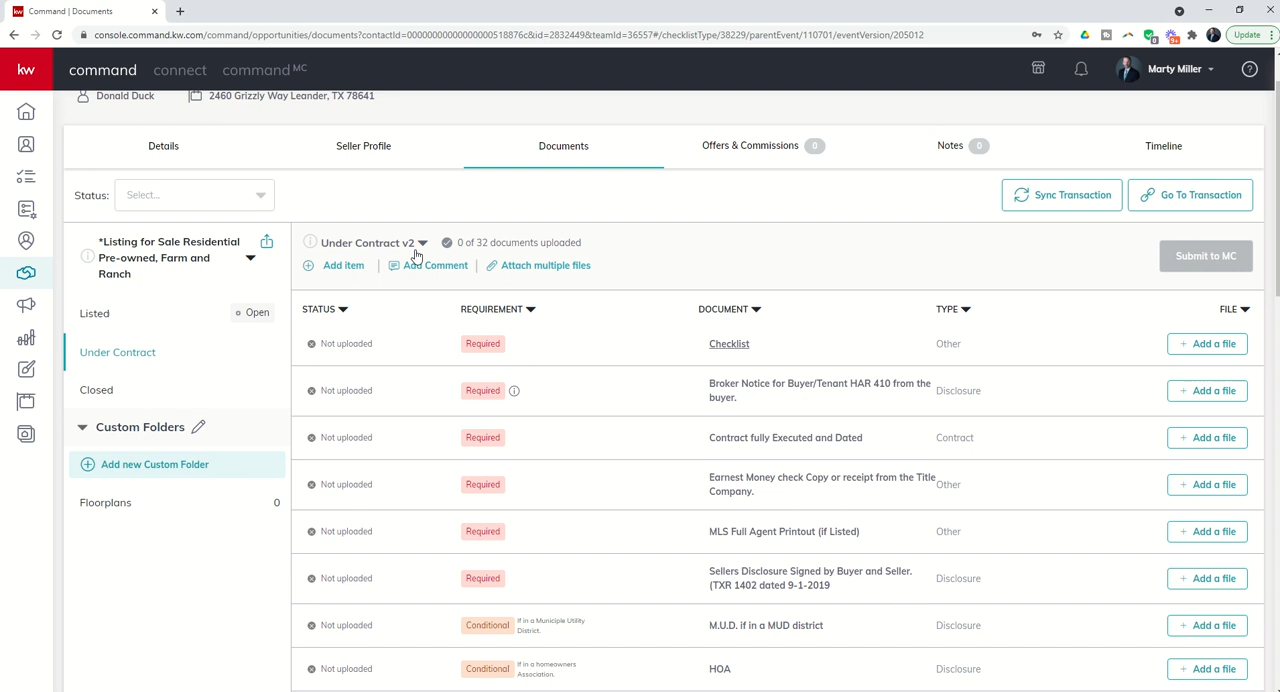 kw Command | Documents
console.command.kw.com/command/opportunities/documents?contactId=0000000000000000518876c&id=2832449&teamId=36557#/checklistType/38229/parentEvent/110701/eventVersion/205012
8
9+
Update
kw command connect command MC Marty Miller
Donald Duck 2460 Grizzly Way Leander, TX 78641
Details Seller Profile Documents Offers & Commissions 0 Notes 0 Timeline
Status: Select... Sync Transaction Go To Transaction
*Listing for Sale Residential
Pre-owned, Farm and
Ranch
Listed Open
Under Contract
Closed
Custom Folders
Add new Custom Folder
Floorplans 0
Under Contract v2 0 of 32 documents uploaded
Add item Add Comment Attach multiple files
Submit to MC
STATUS REQUIREMENT DOCUMENT TYPE FILE
Not uploaded Required Checklist Other + Add a file
Not uploaded Required Broker Notice for Buyer/Tenant HAR 410 from the
buyer. Disclosure + Add a file
Not uploaded Required Contract fully Executed and Dated Contract + Add a file
Not uploaded Required Earnest Money check Copy or receipt from the Title
Company. Other + Add a file
Not uploaded Required MLS Full Agent Printout (if Listed) Other + Add a file
Not uploaded Required Sellers Disclosure Signed by Buyer and Seller.
(TXR 1402 dated 9-1-2019 Disclosure + Add a file
Not uploaded Conditional If in a Municiple Utility
District. M.U.D. if in a MUD district Disclosure + Add a file
Not uploaded Conditional If in a homeowners
Association. HOA Disclosure + Add a file